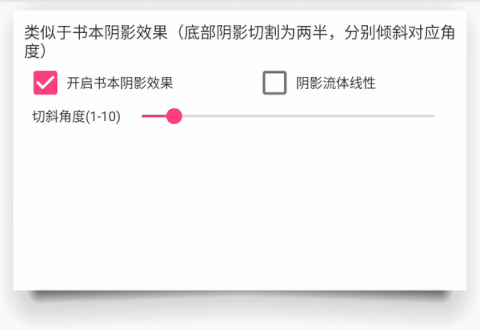 类似于书本阴影效果（底部阴影切割为两半，分别倾斜对应角
度）
开启书本阴影效果 阴影流体线性
切斜角度(1-10)